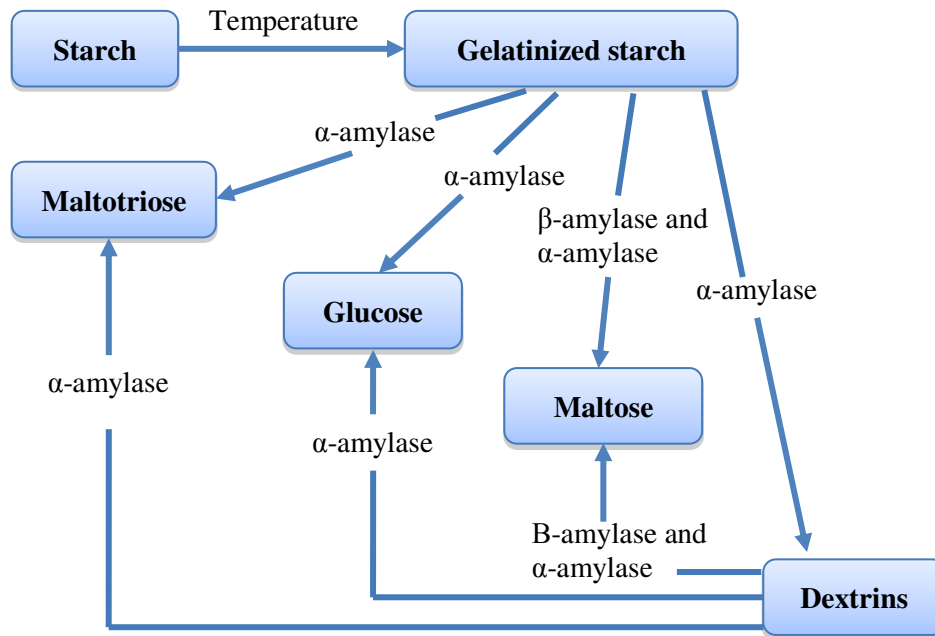 Temperature
Starch
Gelatinized starch
α-amylase
α-amylase
Maltotriose
β-amylase and
α-amylase
α-amylase
Glucose
α-amylase
Maltose
α-amylase
B-amylase and
α-amylase
Dextrins